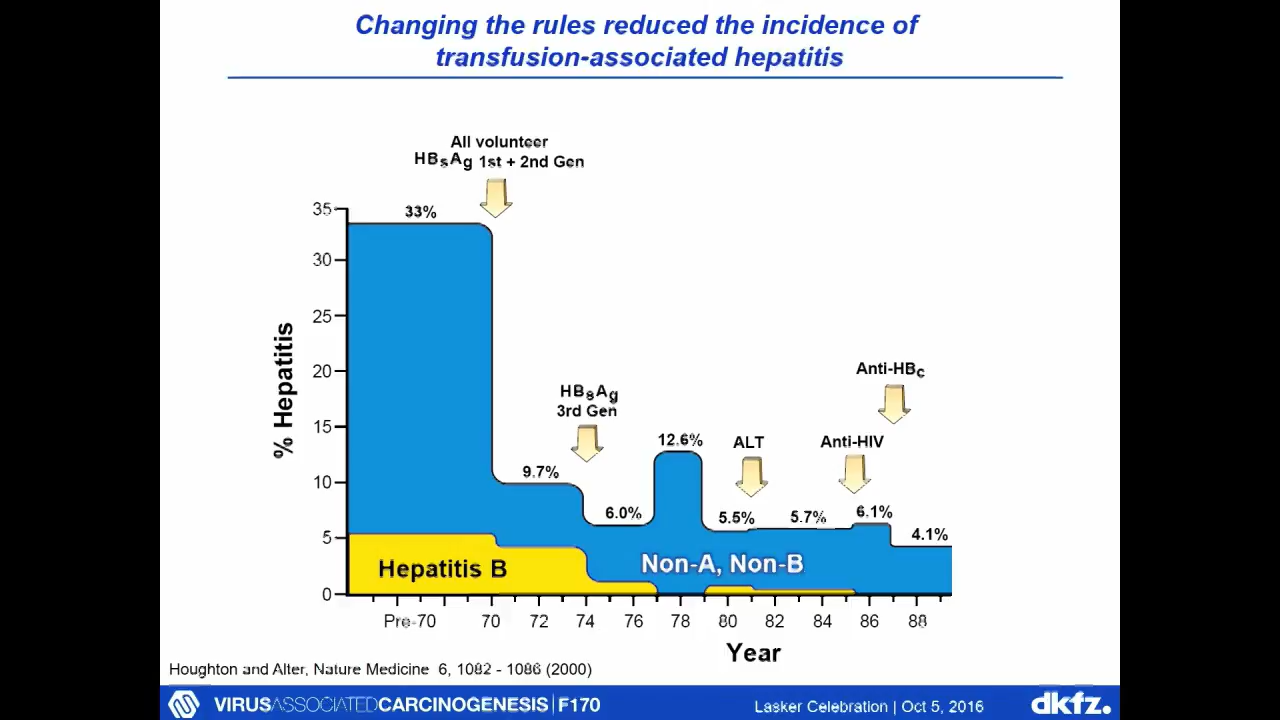 Changing the rules reduced the incidence of
transfusion-associated hepatitis
All volunteer
HBsAg 1st + 2nd Gen
35
33%
30
25
20
15
10
5
0
% Hepatitis
HBsAg
3rd Gen
Anti-HBc
ALT
Anti-HIV
9.7%
6.0%
12.6%
5.5%
5.7%
6.1%
4.1%
Hepatitis B
Non-A, Non-B
Pre-70 70 72 74 76 78 80 82 84 86 88
Year
Houghton and Alter, Nature Medicine 6, 1082 - 1086 (2000)
VIRUSASSOCIATEDCARCINOGENESIS | F170
Lasker Celebration | Oct 5, 2016
dkfz.